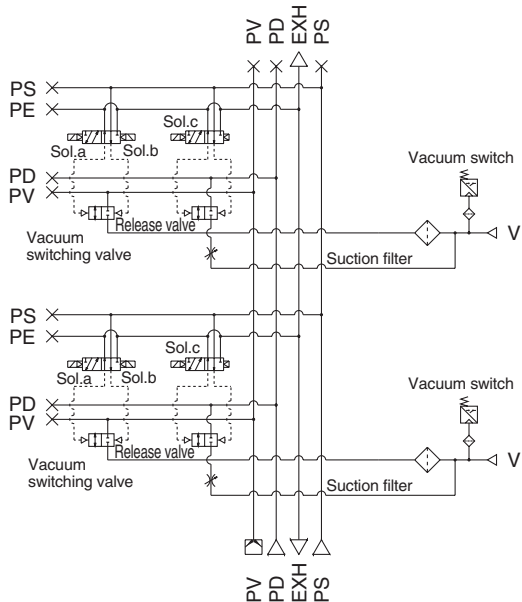 PV PD EXH PS
PS
PE
Sol.c
Sol.a Sol.b
Vacuum switch
PD
PV
Release valve
V
Vacuum
switching valve
Suction filter
PS
PE
Sol.c
Sol.a Sol.b
Vacuum switch
PD
PV
Release valve
V
Vacuum
switching valve
Suction filter
PV PD EXH PS